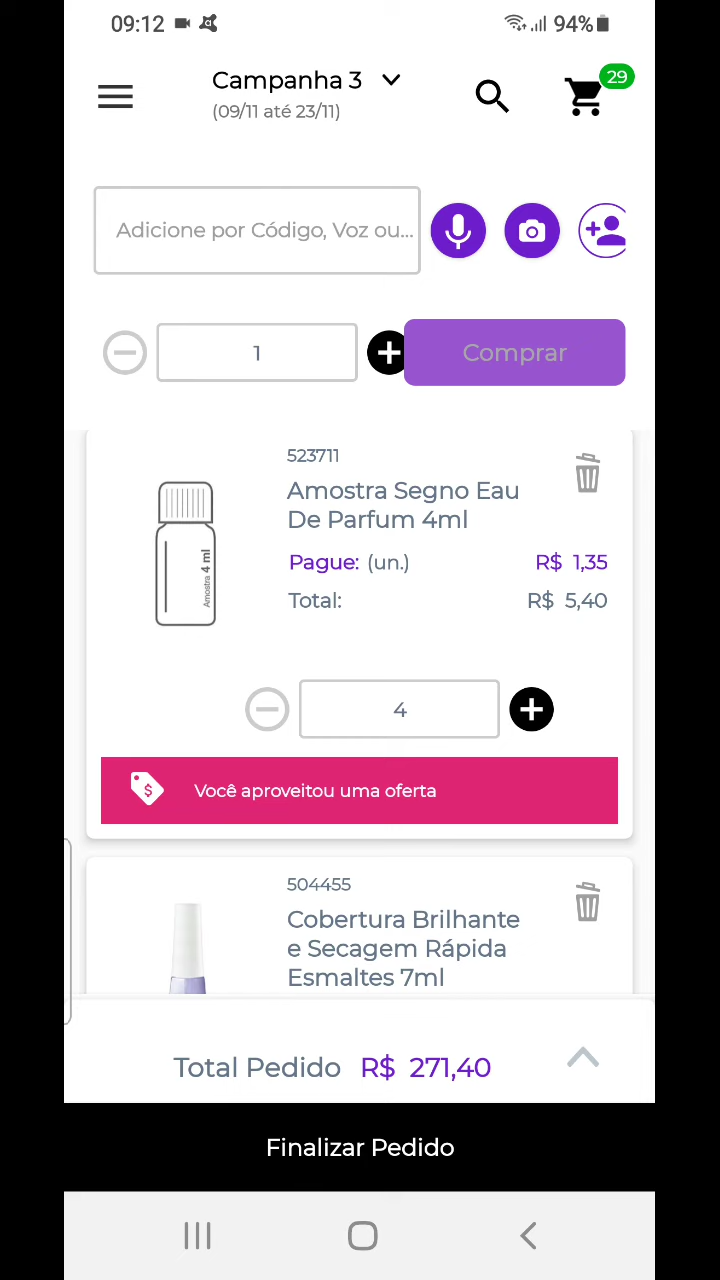 09:12
94%
Campanha 3
(09/11 até 23/11)
29
Adicione por Código, Voz ou...
1
Comprar
523711
Amostra Segno Eau
De Parfum 4ml
Amostra 4 ml
Pague: (un.) R$ 1,35
Total: R$ 5,40
4
$ Você aproveitou uma oferta
504455
Cobertura Brilhante
e Secagem Rápida
Esmaltes 7ml
Total Pedido R$ 271,40
Finalizar Pedido